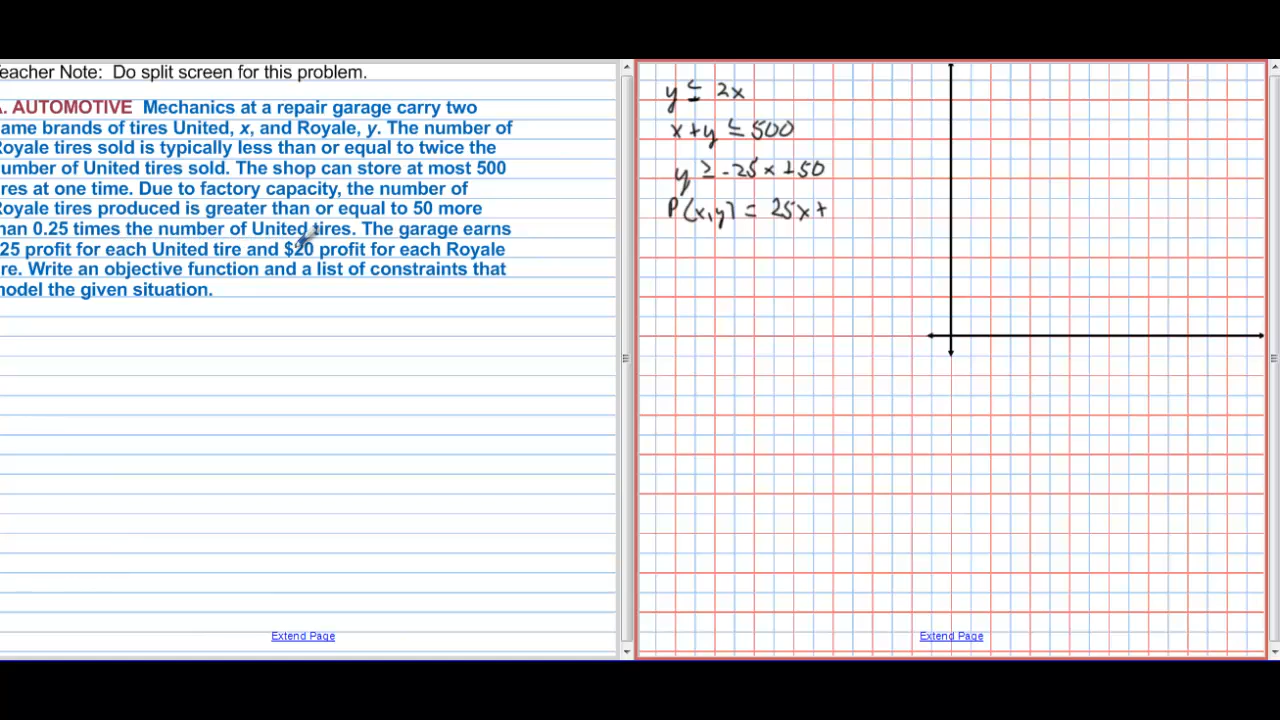 eacher Note: Do split screen for this problem.
. AUTOMOTIVE Mechanics at a repair garage carry two
ame brands of tires United, x, and Royale, y. The number of
oyale tires sold is typically less than or equal to twice the
umber of United tires sold. The shop can store at most 500
res at one time. Due to factory capacity, the number of
oyale tires produced is greater than or equal to 50 more
han 0.25 times the number of United tires. The garage earns
25 profit for each United tire and $20 profit for each Royale
re. Write an objective function and a list of constraints that
nodel the given situation.
Extend Page
y ≤ 2x
x+y ≤ 500
y ≥ .25x+50
P(x,y) = 25x+
Extend Page